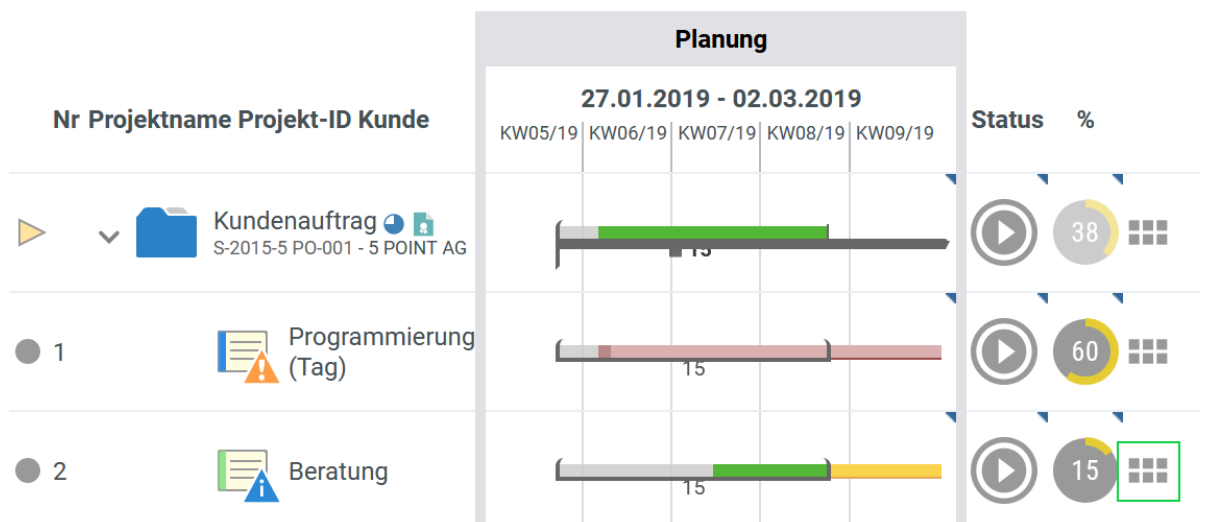 Planung
27.01.2019 - 02.03.2019
Nr Projektname Projekt-ID Kunde
Status %
KW05/19 KW06/19 KW07/19 KW08/19 KW09/19
Kundenauftrag
S-2015-5 PO-001 - 5 POINT AG
15
38
1
Programmierung
(Tag)
15
60
2
Beratung
15
15